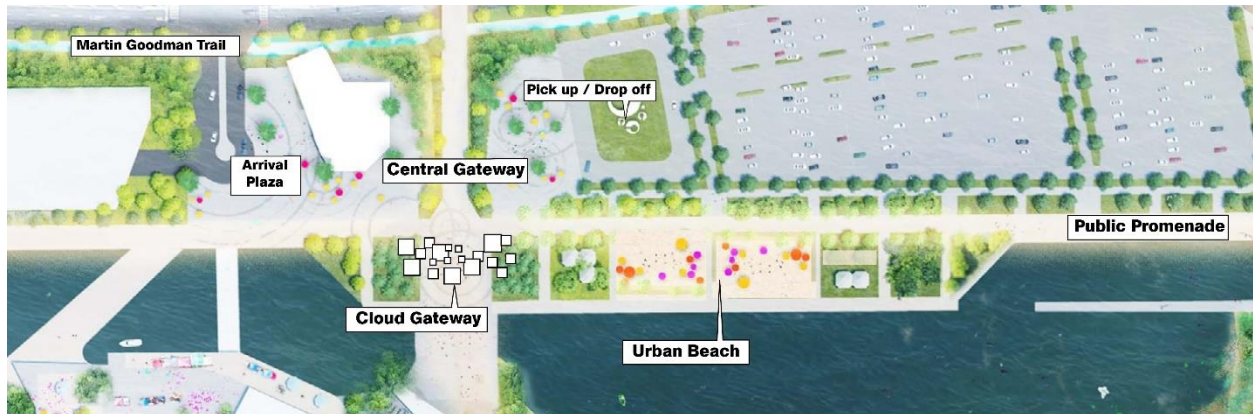 Martin Goodman Trail
Pick up / Drop off
Arrival
Plaza
Central Gateway
Public Promenade
Cloud Gateway
Urban Beach